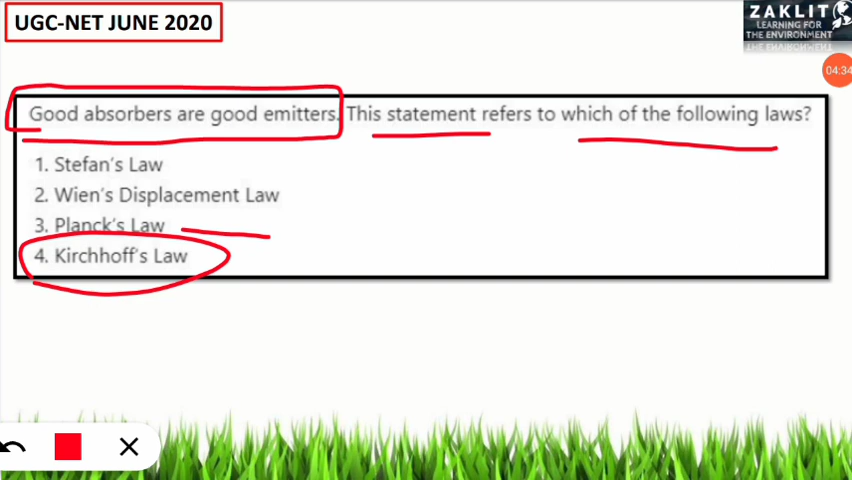 UGC-NET JUNE 2020
ZAKLIT
LEARNING FOR
THE ENVIRONMENT
04:34
Good absorbers are good emitters. This statement refers to which of the following laws?
1. Stefan's Law
2. Wien's Displacement Law
3. Planck's Law
4. Kirchhoff's Law